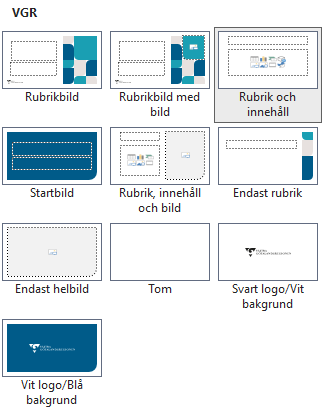 VGR
Rubrikbild
Rubrikbild med
bild
Rubrik och
innehåll
Startbild
Rubrik, innehåll
och bild
Endast rubrik
Endast helbild
Tom
Svart logo/Vit
bakgrund
Vit logo/Blå
bakgrund